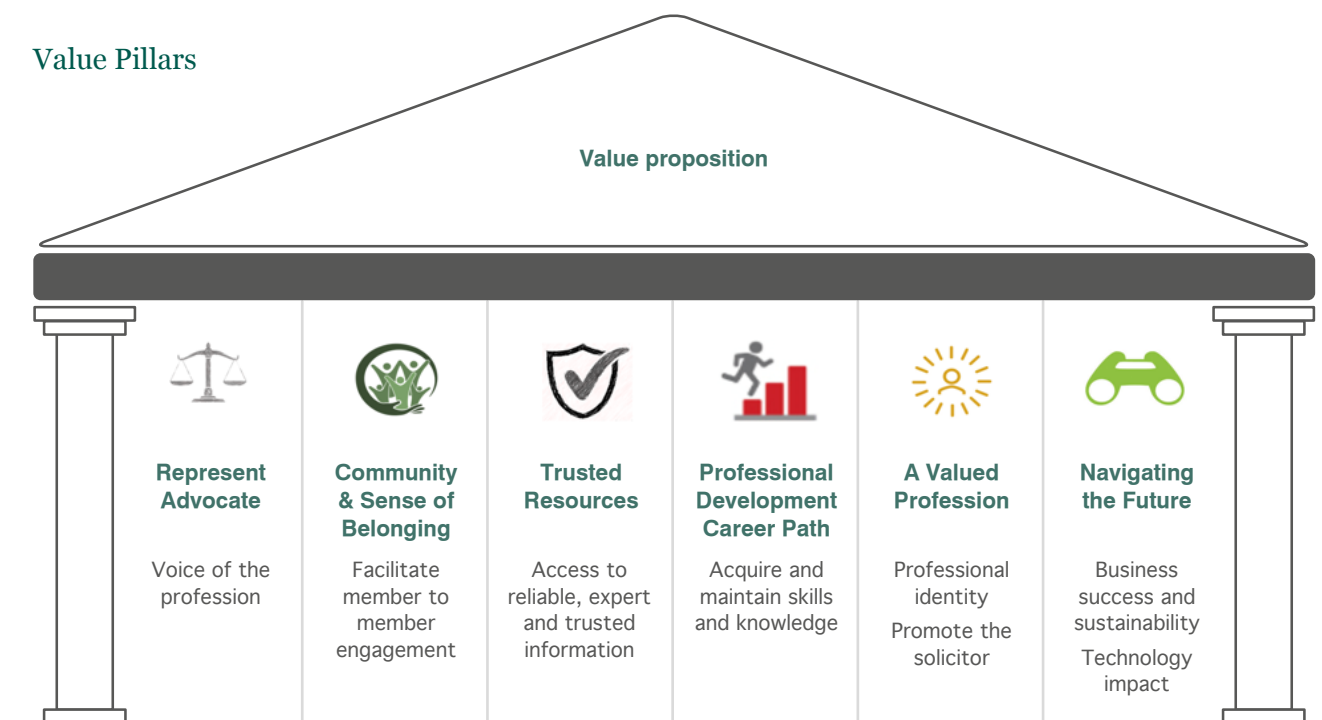 Value Pillars
Value proposition
Represent
Advocate
Voice of the
profession
Community
& Sense of
Belonging
Facilitate
member to
member
engagement
Trusted
Resources
Access to
reliable, expert
and trusted
information
Professional
Development
Career Path
Acquire and
maintain skills
and knowledge
A Valued
Profession
Professional
identity
Promote the
solicitor
Navigating
the Future
Business
success and
sustainability
Technology
impact